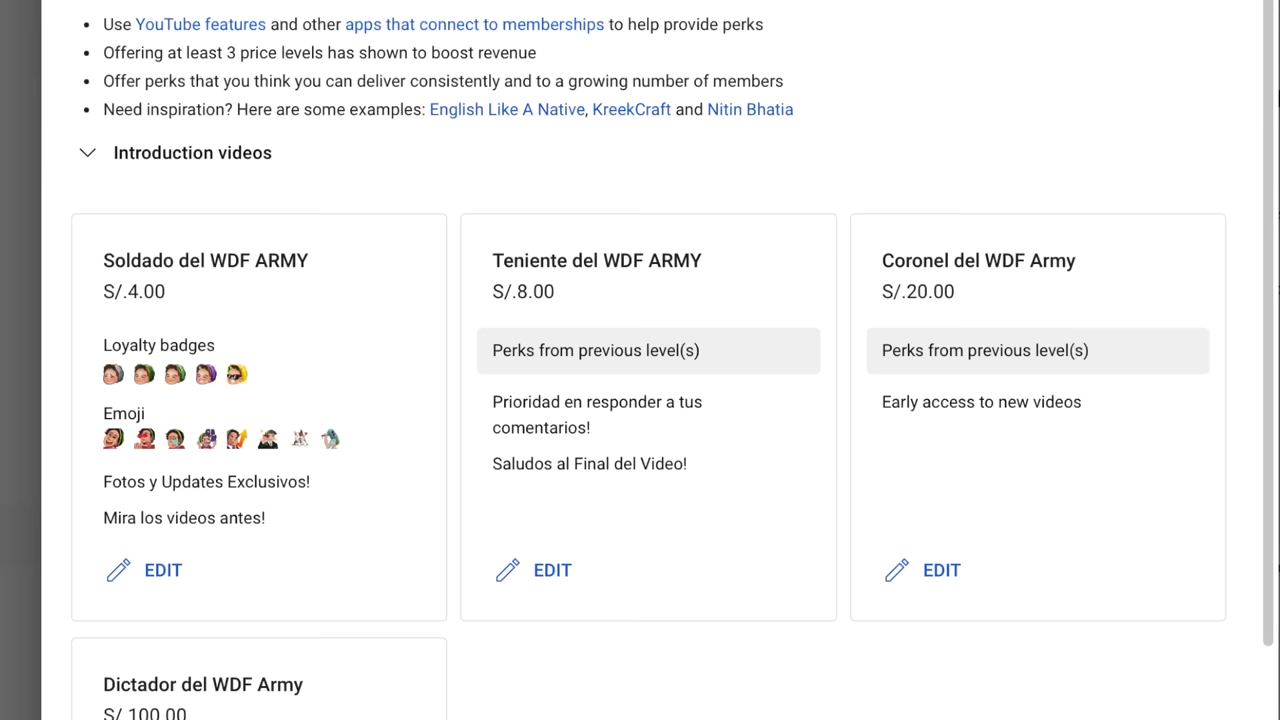 Use YouTube features and other apps that connect to memberships to help provide perks
Offering at least 3 price levels has shown to boost revenue
Offer perks that you think you can deliver consistently and to a growing number of members
Need inspiration? Here are some examples: English Like A Native, KreekCraft and Nitin Bhatia
Introduction videos
Soldado del WDF ARMY
S/.4.00
Loyalty badges
Emoji
Fotos y Updates Exclusivos!
Mira los videos antes!
EDIT
Teniente del WDF ARMY
S/.8.00
Perks from previous level(s)
Prioridad en responder a tus
comentarios!
Saludos al Final del Video!
EDIT
Coronel del WDF Army
S/.20.00
Perks from previous level(s)
Early access to new videos
EDIT
Dictador del WDF Army
S/.100.00